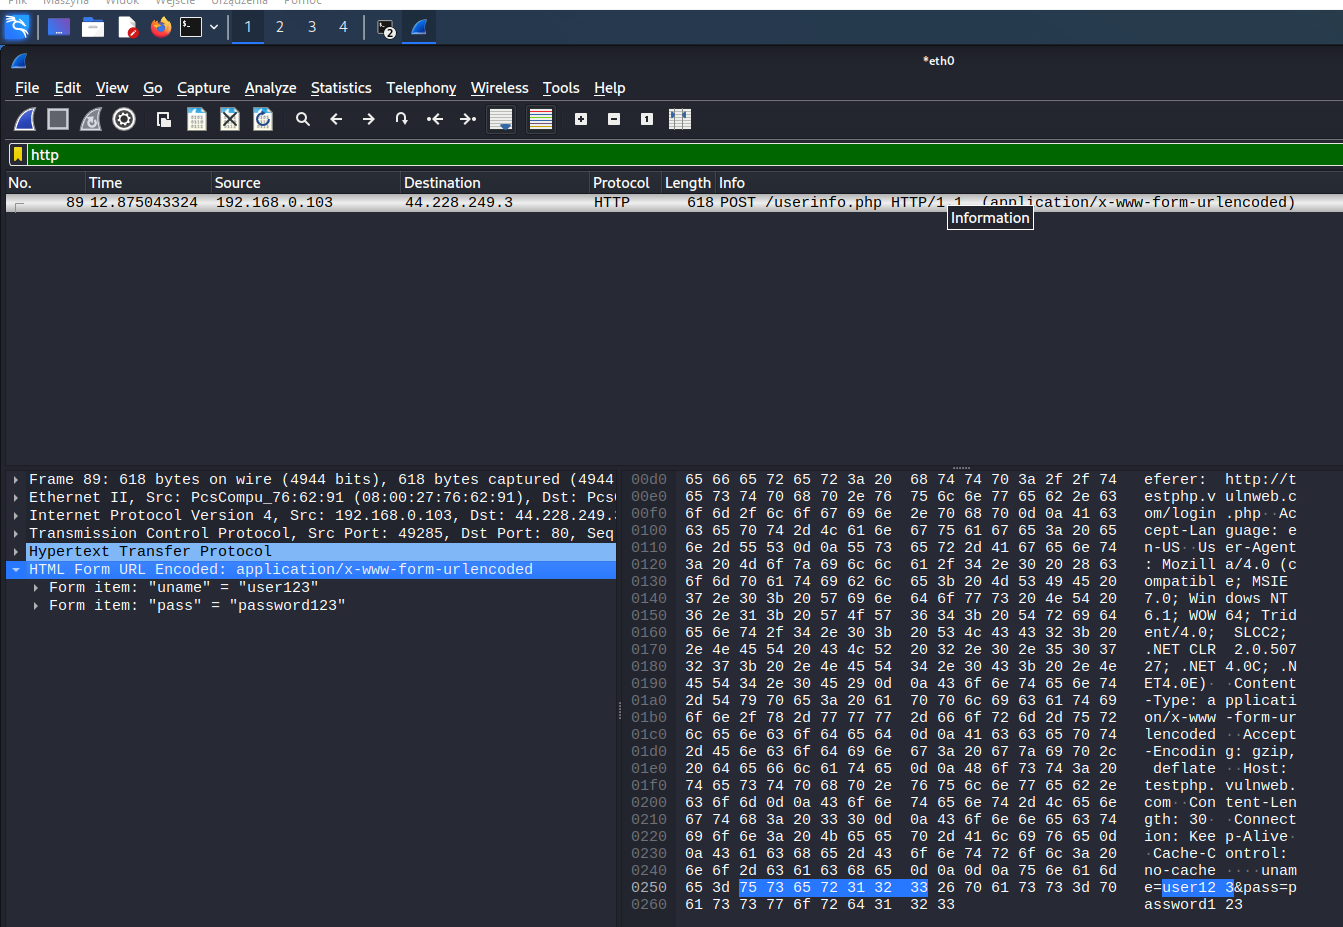 Plik Maszyna Widok Wejście Urządzenia Pomoc
1 2 3 4 2
*eth0
File Edit View Go Capture Analyze Statistics Telephony Wireless Tools Help
http
No. Time Source Destination Protocol Length Info
89 12.875043324 192.168.0.103 44.228.249.3 HTTP 618 POST /userinfo.php HTTP/1.1 (application/x-www-form-urlencoded)
Information
Frame 89: 618 bytes on wire (4944 bits), 618 bytes captured (4944
Ethernet II, Src: PcsCompu_76:62:91 (08:00:27:76:62:91), Dst: Pcs
Internet Protocol Version 4, Src: 192.168.0.103, Dst: 44.228.249.
Transmission Control Protocol, Src Port: 49285, Dst Port: 80, Seq
Hypertext Transfer Protocol
HTML Form URL Encoded: application/x-www-form-urlencoded
Form item: "uname" = "user123"
Form item: "pass" = "password123"
00d0 65 66 65 72 65 72 3a 20 68 74 74 70 3a 2f 2f 74 eferer: http://t
00e0 65 73 74 70 68 70 2e 76 75 6c 6e 77 65 62 2e 63 estphp.v ulnweb.c
00f0 6f 6d 2f 6c 6f 67 69 6e 2e 70 68 70 0d 0a 41 63 om/login .php··Ac
0100 63 65 70 74 2d 4c 61 6e 67 75 61 67 65 3a 20 65 cept-Lan guage: e
0110 6e 2d 55 53 0d 0a 55 73 65 72 2d 41 67 65 6e 74 n-US··Us er-Agent
0120 3a 20 4d 6f 7a 69 6c 6c 61 2f 34 2e 30 20 28 63 : Mozill a/4.0 (c
0130 6f 6d 70 61 74 69 62 6c 65 3b 20 4d 53 49 45 20 ompatibl e; MSIE
0140 37 2e 30 3b 20 57 69 6e 64 6f 77 73 20 4e 54 20 7.0; Win dows NT
0150 36 2e 31 3b 20 57 4f 57 36 34 3b 20 54 72 69 64 6.1; WOW 64; Trid
0160 65 6e 74 2f 34 2e 30 3b 20 53 4c 43 43 32 3b 20 ent/4.0; SLCC2;
0170 2e 4e 45 54 20 43 4c 52 20 32 2e 30 2e 35 30 37 .NET CLR 2.0.507
0180 32 37 3b 20 2e 4e 45 54 34 2e 30 43 3b 20 2e 4e 27; .NET 4.0C; .N
0190 45 54 34 2e 30 45 29 0d 0a 43 6f 6e 74 65 6e 74 ET4.0E)· ·Content
01a0 2d 54 79 70 65 3a 20 61 70 70 6c 69 63 61 74 69 -Type: a pplicati
01b0 6f 6e 2f 78 2d 77 77 77 2d 66 6f 72 6d 2d 75 72 on/x-www -form-ur
01c0 6c 65 6e 63 6f 64 65 64 0d 0a 41 63 63 65 70 74 lencoded ··Accept
01d0 2d 45 6e 63 6f 64 69 6e 67 3a 20 67 7a 69 70 2c -Encodin g: gzip,
01e0 20 64 65 66 6c 61 74 65 0d 0a 48 6f 73 74 3a 20 deflate ··Host:
01f0 74 65 73 74 70 68 70 2e 76 75 6c 6e 77 65 62 2e testphp. vulnweb.
0200 63 6f 6d 0d 0a 43 6f 6e 74 65 6e 74 2d 4c 65 6e com··Con tent-Len
0210 67 74 68 3a 20 33 30 0d 0a 43 6f 6e 6e 65 63 74 gth: 30· ·Connect
0220 69 6f 6e 3a 20 4b 65 65 70 2d 41 6c 69 76 65 0d ion: Kee p-Alive·
0230 0a 43 61 63 68 65 2d 43 6f 6e 74 72 6f 6c 3a 20 ·Cache-C ontrol:
0240 6e 6f 2d 63 61 63 68 65 0d 0a 0d 0a 75 6e 61 6d no-cache ····unam
0250 65 3d 75 73 65 72 31 32 33 26 70 61 73 73 3d 70 e=user12 3&pass=p
0260 61 73 73 77 6f 72 64 31 32 33 assword1 23